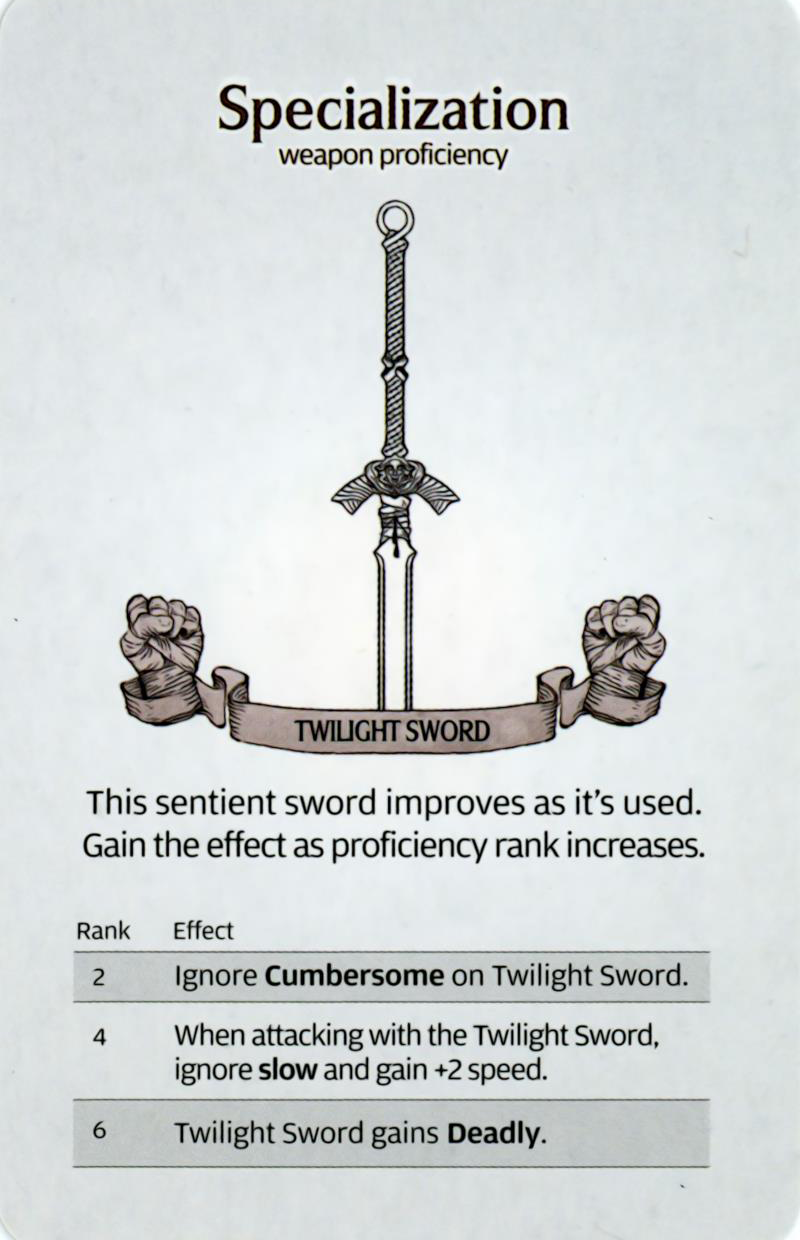 Specialization
weapon proficiency
TWILIGHT SWORD
This sentient sword improves as it's used.
Gain the effect as proficiency rank increases.
Rank Effect
2 Ignore Cumbersome on Twilight Sword.
4 When attacking with the Twilight Sword,
ignore slow and gain +2 speed.
6 Twilight Sword gains Deadly.